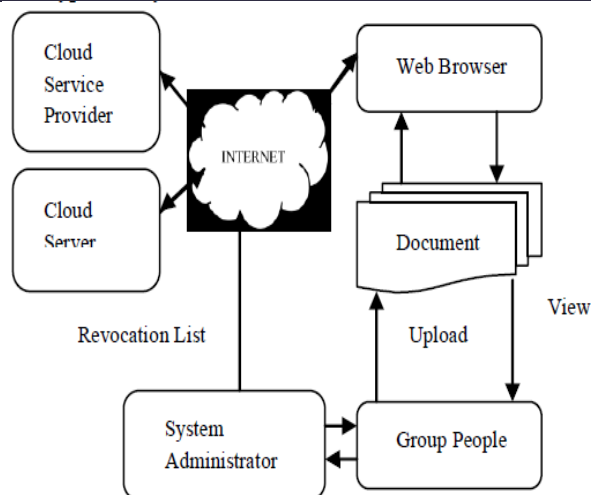 Cloud
Service
Provider
Web Browser
INTERNET
Cloud
Server
Document
View
Revocation List
Upload
System
Administrator
Group People